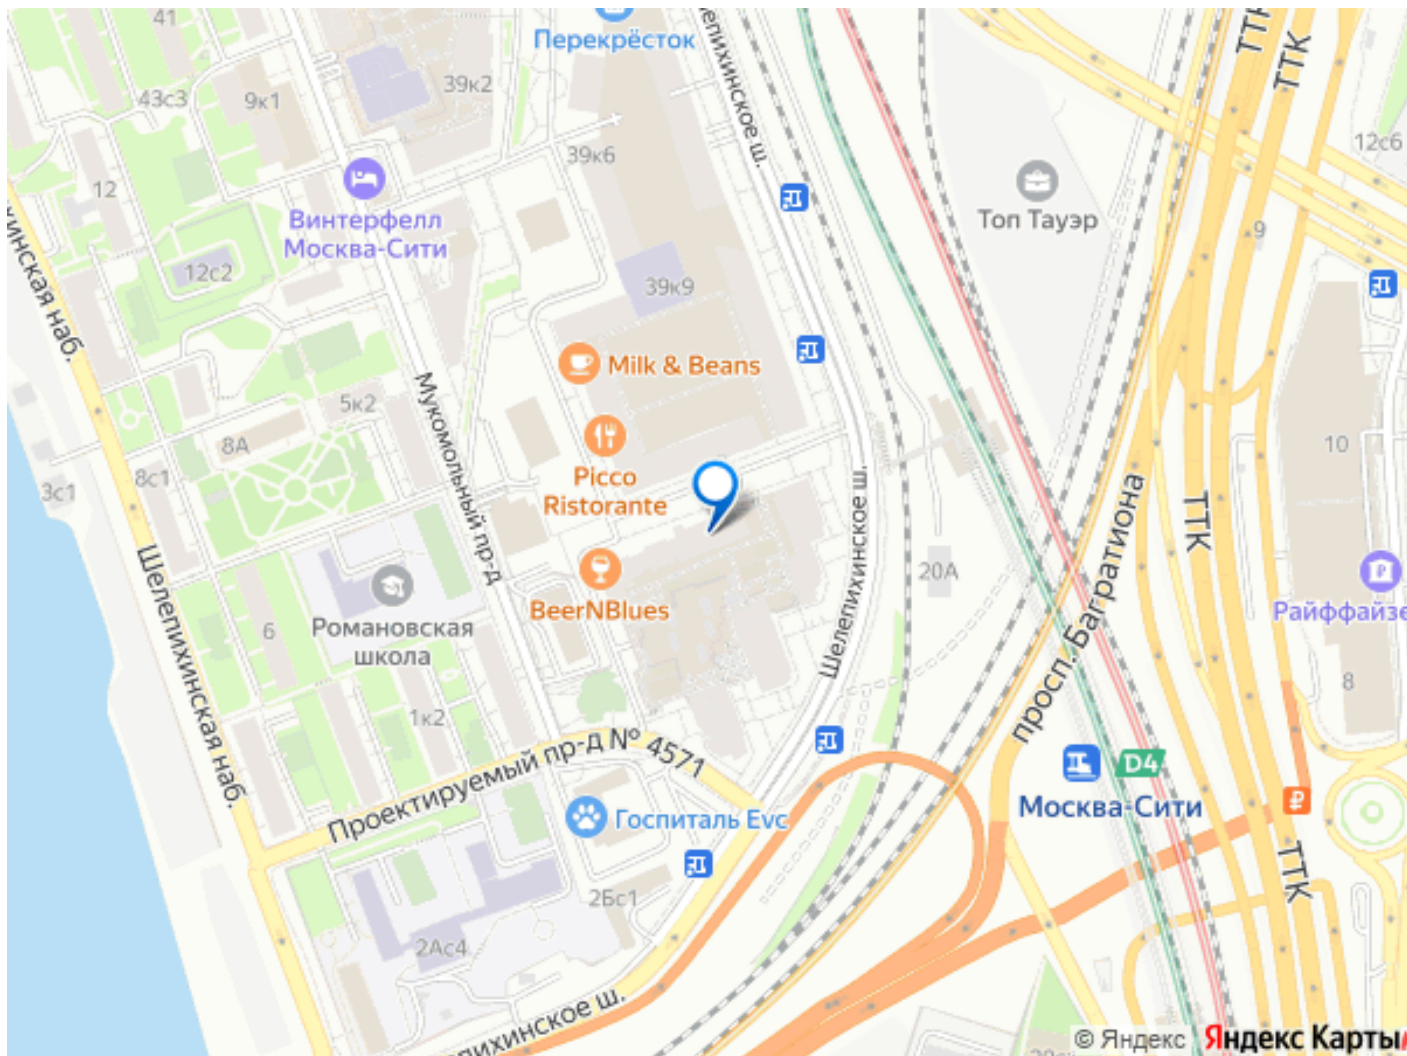 41
Перекрёсток
ТТК
ТТК
39к2
43с3
9к1
Шелепихинское ш.
12с6
39к6
12
Винтерфелл
Москва-Сити
Топ Тауэр
9
12с2
39к9
Milk & Beans
Мукомольный пр-д
5к2
8А
10
8с1
3с1
Picco
Ristorante
Шелепихинское ш.
просп. Багратиона
ТТК
20А
BeerNBlues
Райффайзе
Романовская
школа
6
Шелепихинская наб.
хинская наб.
8
1к2
Проектируемый пр-д № 4571
D4
Москва-Сити
Госпиталь Evc
ТТК
2Бс1
2Ас4
епихинское ш.
© Яндекс
Яндекс Карты